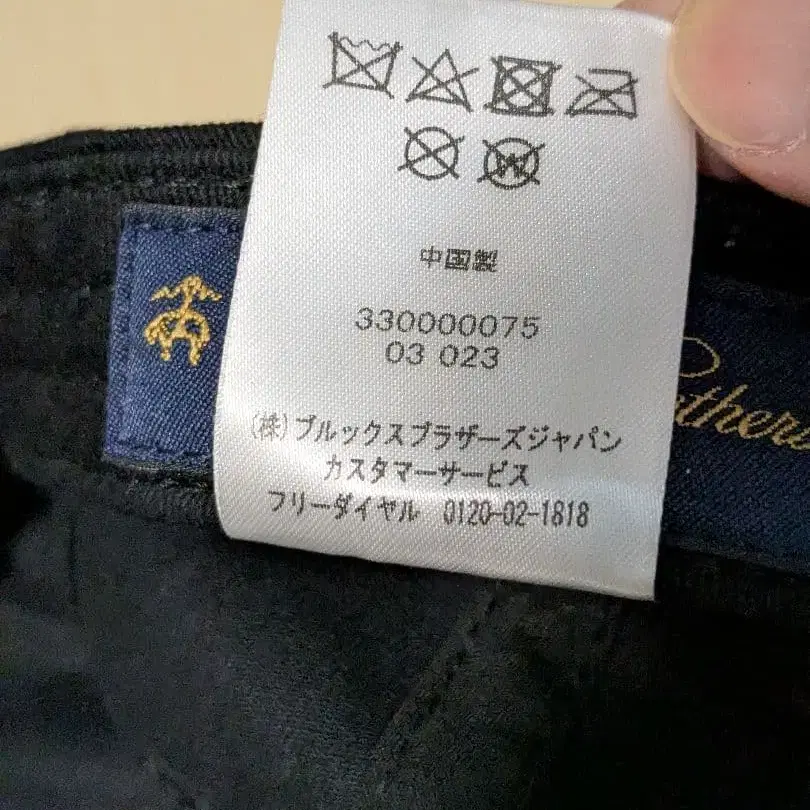 W
中国製
330000075
03 023
(株)ブルックスブラザーズジャパン
カスタマーサービス
フリーダイヤル 0120-02-1818
thers